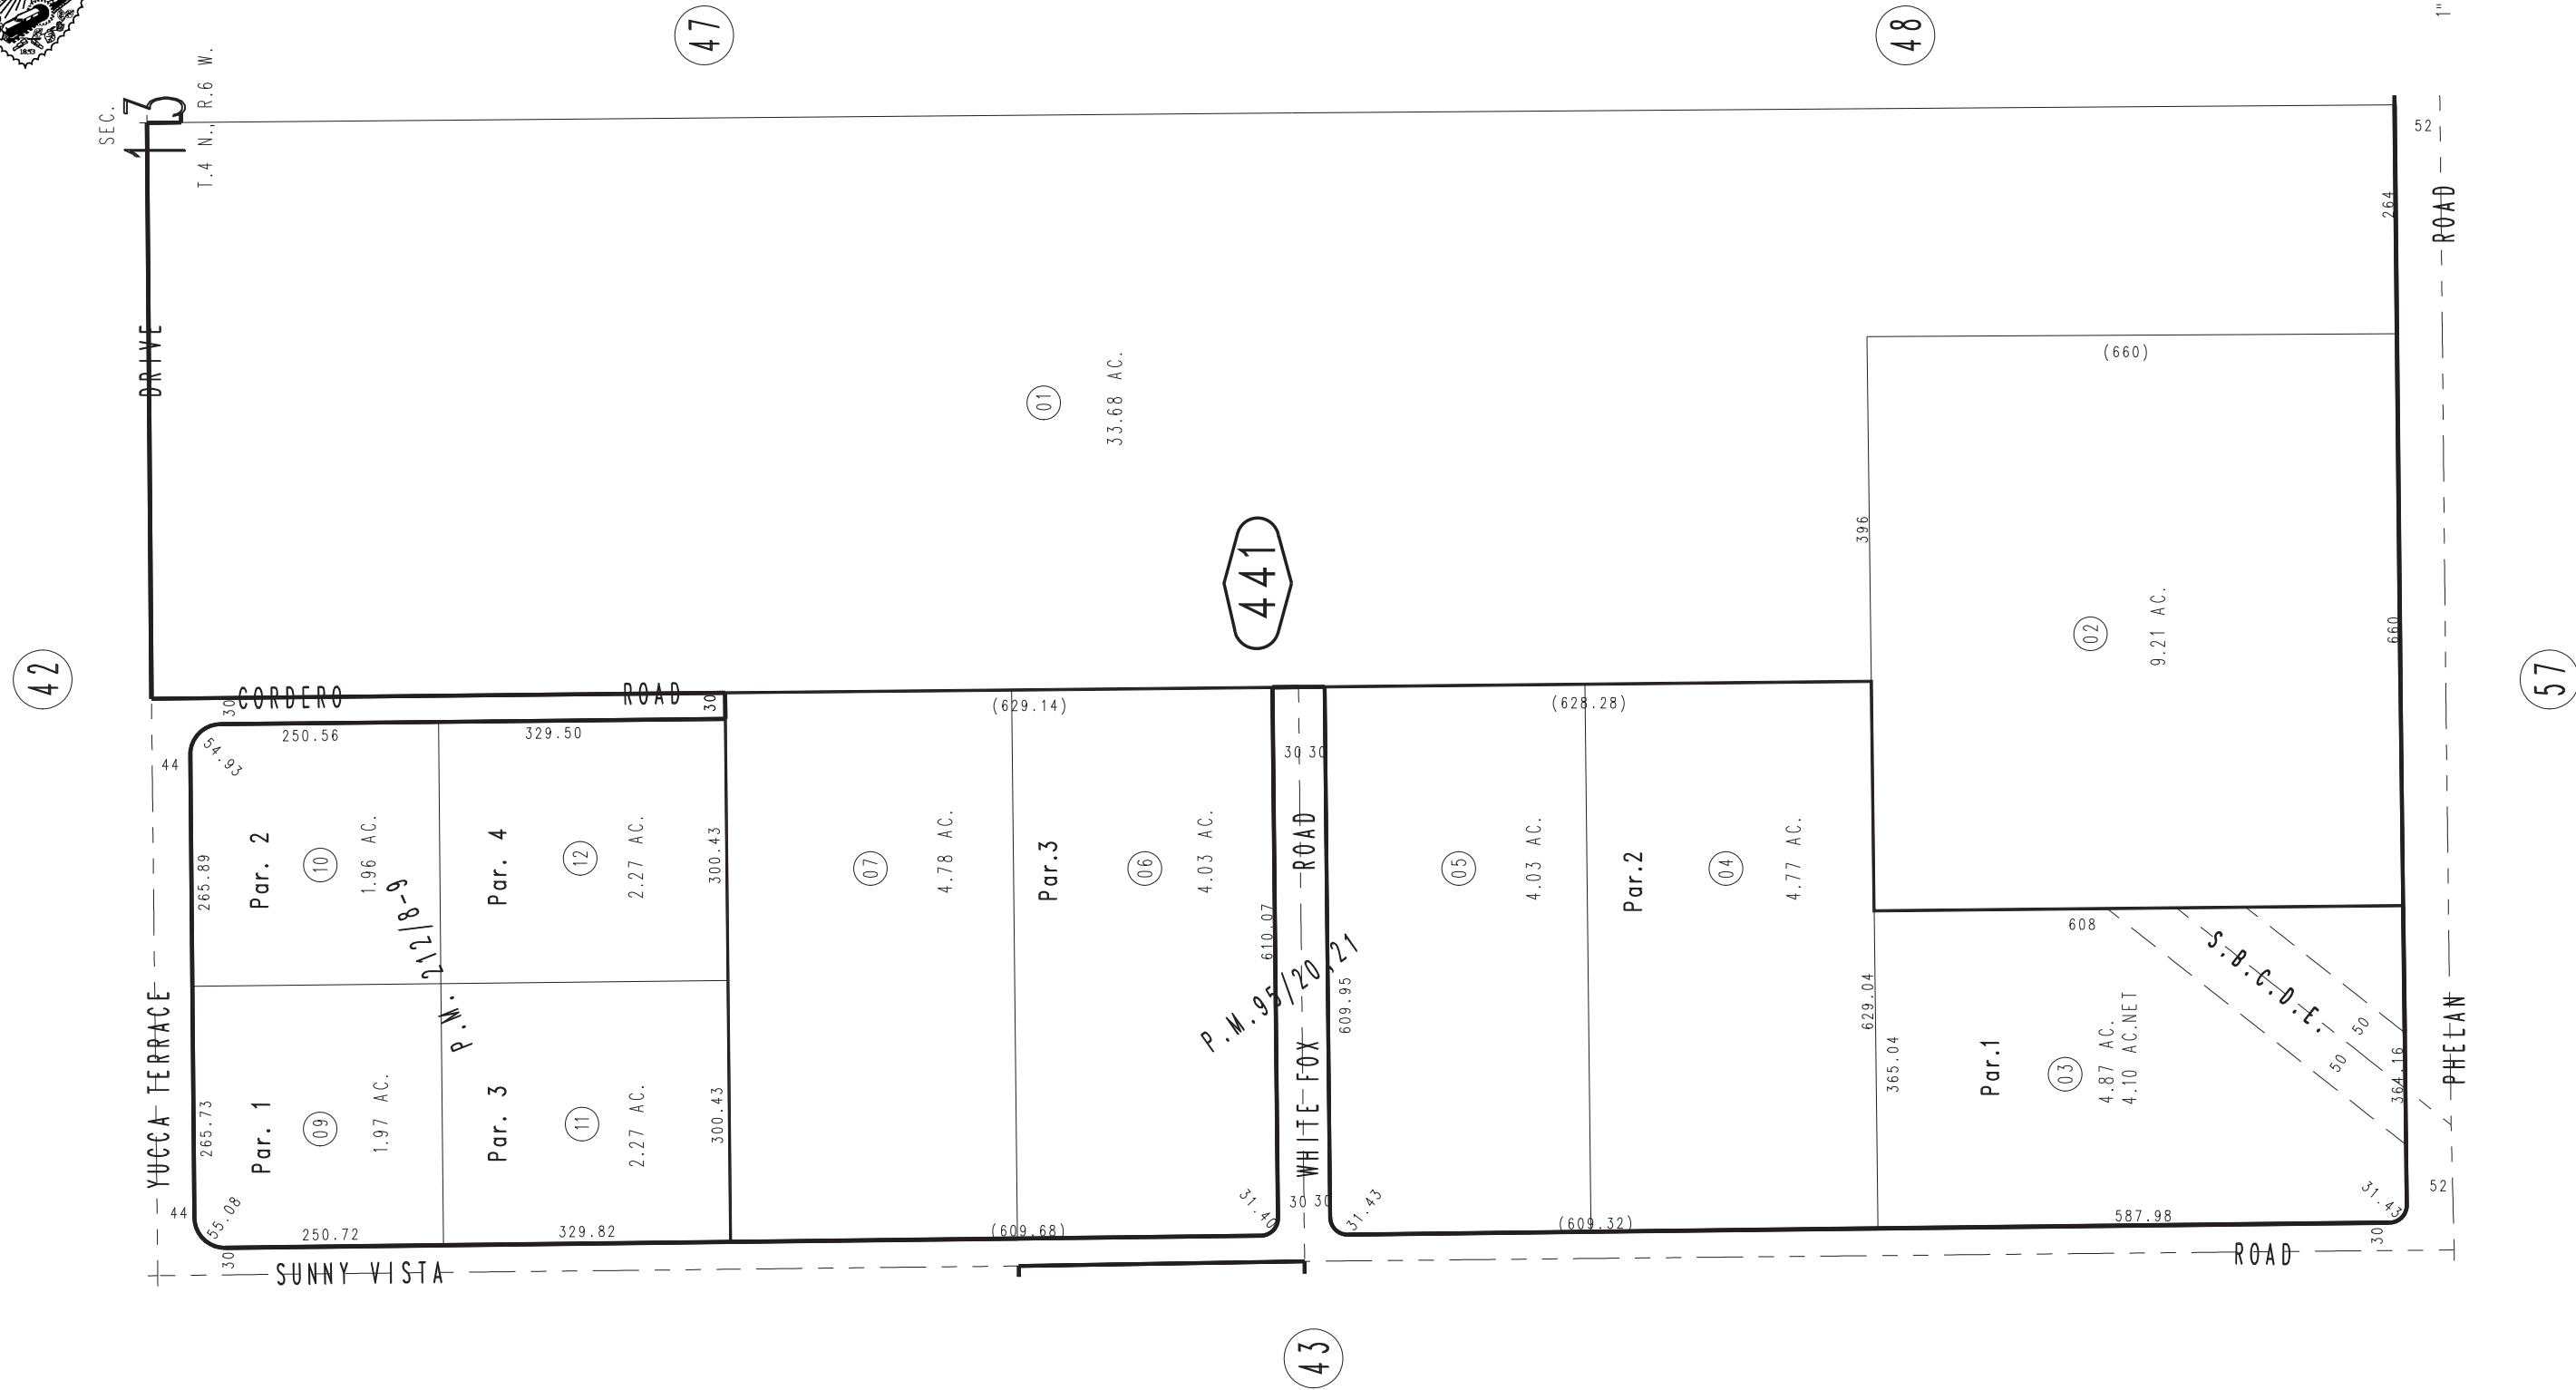 1853
SEC.
13
T.4 N., R.6 W.
47
48
1"
52
264
ROAD
DRIVE
(660)
01
33.68 AC.
396
441
02
9.21 AC.
660
42
57
CORDERO
ROAD
30
30
(629.14)
(628.28)
250.56
329.50
54.93
44
30 30
265.89
Par. 2
10
1.96 AC.
Par. 4
12
2.27 AC.
300.43
07
4.78 AC.
Par.3
06
4.03 AC.
ROAD
05
4.03 AC.
Par.2
04
4.77 AC.
608
P.M. 212/8-9
610.07
P.M.95/20,21
609.95
629.04
S.B.C.D.E.
50
50
YUCCA TERRACE
265.73
Par. 1
09
1.97 AC.
Par. 3
11
2.27 AC.
300.43
WHITE FOX
365.04
Par.1
03
4.87 AC.
4.10 AC.NET
364.16
PHELAN
44
55.08
31.40
30 30
31.43
31.43
52
250.72
329.82
(609.68)
(609.32)
587.98
30
30
SUNNY VISTA
ROAD
43